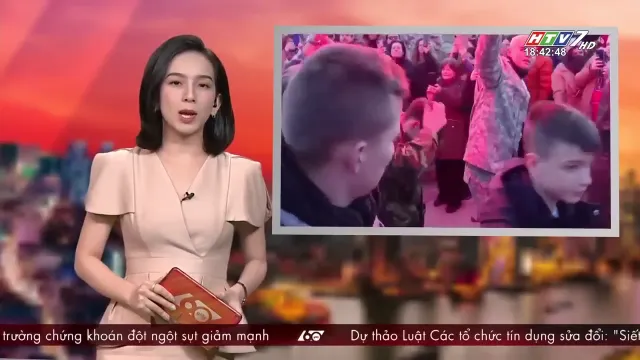 HTV7 HD
18:42:48
trường chứng khoán đột ngột sụt giảm mạnh 60 Dự thảo Luật Các tổ chức tín dụng sửa đổi: "Siết